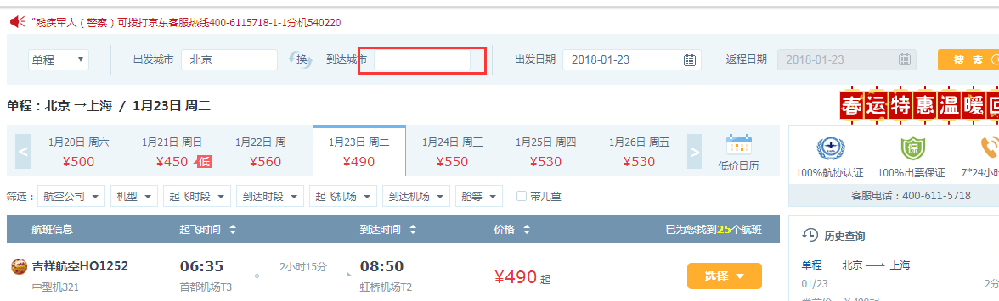 "残疾军人（警察）可拨打京东客服热线400-6115718-1-1分机540220
单程 出发城市 北京 换 到达城市 出发日期 2018-01-23 返程日期 2018-01-23 搜 索
单程：北京→上海 / 1月23日 周二
春运特惠温暖回
< 1月20日 周六 1月21日 周日 1月22日 周一 1月23日 周二 1月24日 周三 1月25日 周四 1月26日 周五 >
¥500 ¥450 低 ¥560 ¥490 ¥550 ¥530 ¥530 低价日历
保
100%航协认证 100%出票保证 7*24小时
客服电话：400-611-5718
筛选： 航空公司 机型 起飞时段 到达时段 起飞机场 到达机场 舱等 带儿童
航班信息 起飞时间 到达时间 价格 已为您找到25个航班
历史查询
吉祥航空HO1252 06:35 2小时15分 08:50 ¥490 起 选择
中型机321 首都机场T3 虹桥机场T2
单程 北京 上海
01/23 2分